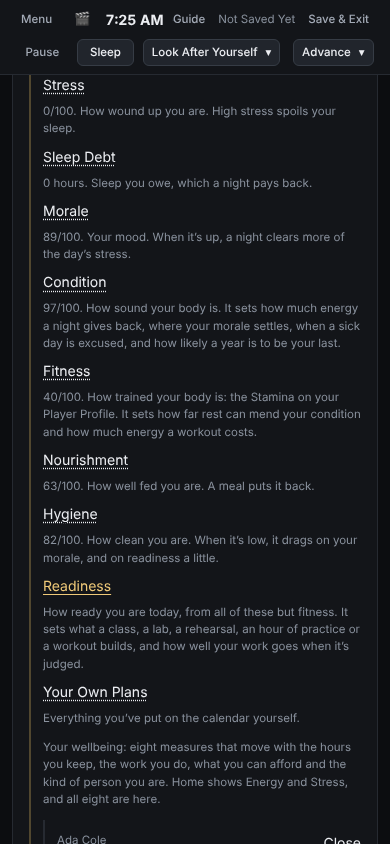 Menu 🎬 7:25 AM Guide Not Saved Yet Save & Exit
Pause Sleep Look After Yourself ▾ Advance ▾
Stress
0/100. How wound up you are. High stress spoils your
sleep.
Sleep Debt
0 hours. Sleep you owe, which a night pays back.
Morale
89/100. Your mood. When it’s up, a night clears more of
the day’s stress.
Condition
97/100. How sound your body is. It sets how much energy
a night gives back, where your morale settles, when a sick
day is excused, and how likely a year is to be your last.
Fitness
40/100. How trained your body is: the Stamina on your
Player Profile. It sets how far rest can mend your condition
and how much energy a workout costs.
Nourishment
63/100. How well fed you are. A meal puts it back.
Hygiene
82/100. How clean you are. When it’s low, it drags on your
morale, and on readiness a little.
Readiness
How ready you are today, from all of these but fitness. It
sets what a class, a lab, a rehearsal, an hour of practice or
a workout builds, and how well your work goes when it’s
judged.
Your Own Plans
Everything you’ve put on the calendar yourself.
Your wellbeing: eight measures that move with the hours
you keep, the work you do, what you can afford and the
kind of person you are. Home shows Energy and Stress,
and all eight are here.
Ada Cole
Close